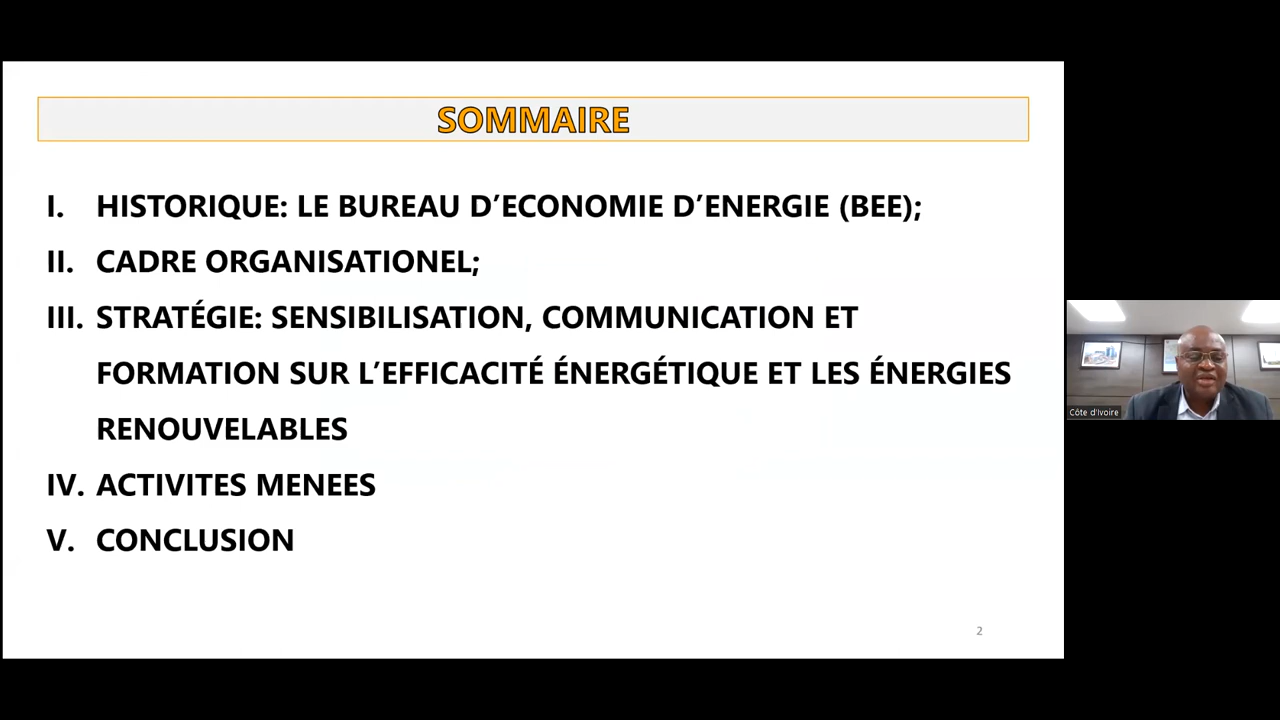 SOMMAIRE
I. HISTORIQUE: LE BUREAU D’ECONOMIE D’ENERGIE (BEE);
II. CADRE ORGANISATIONEL;
III. STRATÉGIE: SENSIBILISATION, COMMUNICATION ET
FORMATION SUR L’EFFICACITÉ ÉNERGÉTIQUE ET LES ÉNERGIES
RENOUVELABLES
IV. ACTIVITES MENEES
V. CONCLUSION
2
Côte d'Ivoire